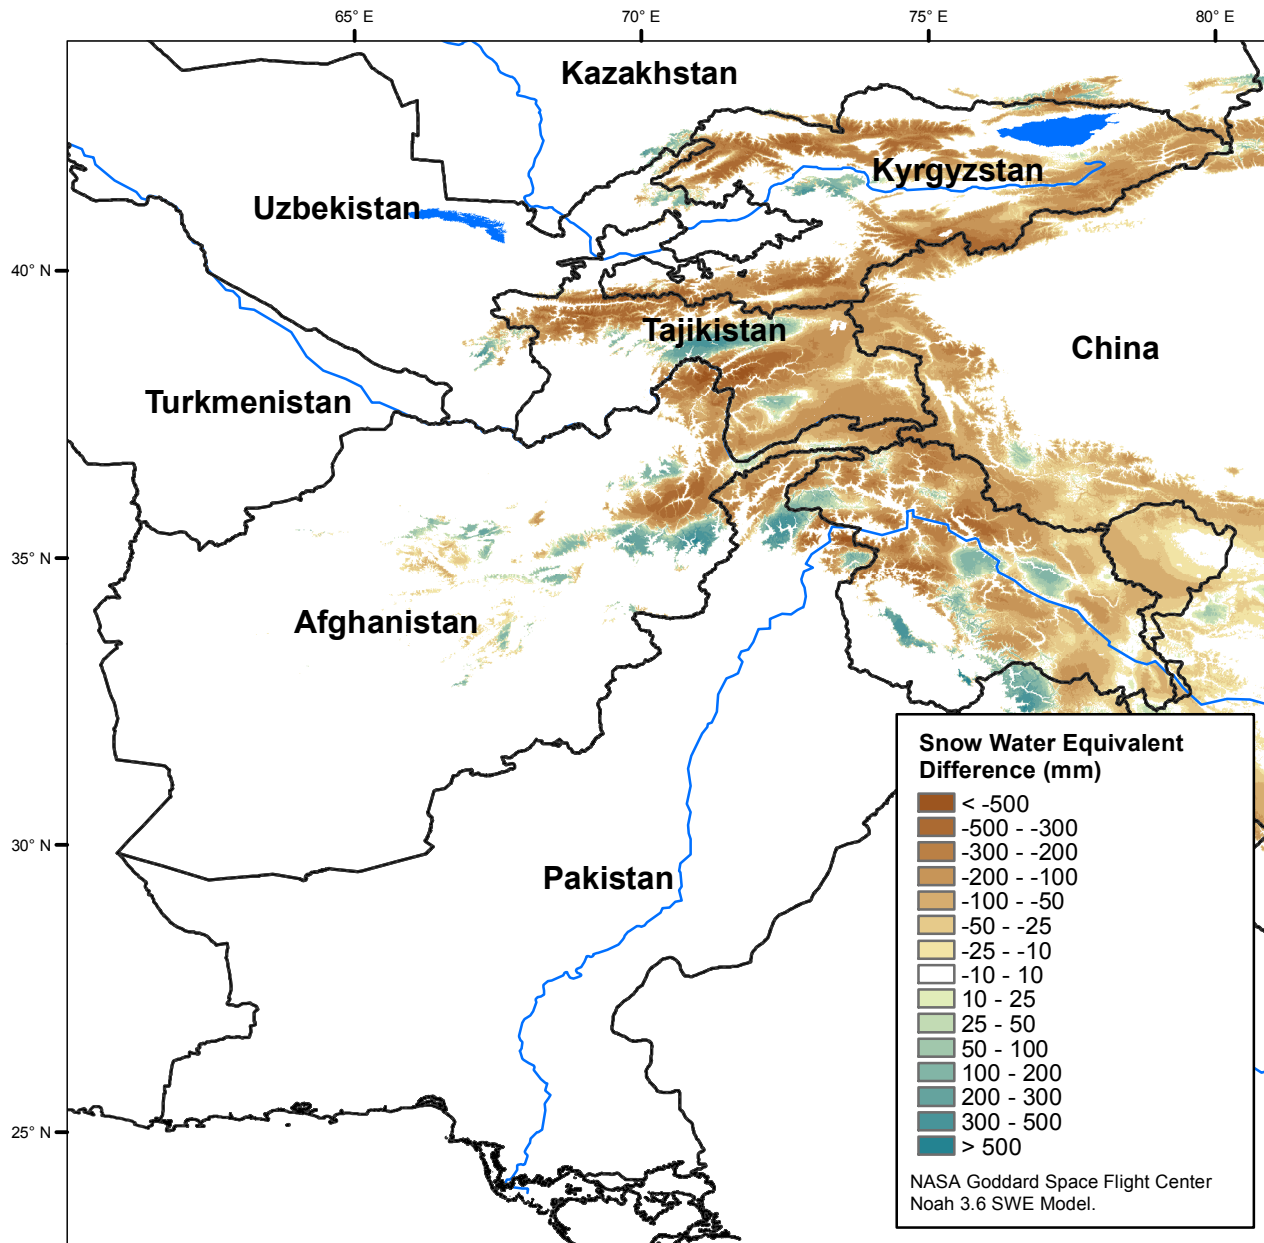 65° E
70° E
75° E
80° E
Kazakhstan
Kyrgyzstan
Uzbekistan
40° N
Tajikistan
China
Turkmenistan
35° N
Afghanistan
Snow Water Equivalent
Difference (mm)
< -500
-500 - -300
-300 - -200
-200 - -100
-100 - -50
-50 - -25
-25 - -10
-10 - 10
10 - 25
25 - 50
50 - 100
100 - 200
200 - 300
300 - 500
> 500
NASA Goddard Space Flight Center
Noah 3.6 SWE Model.
30° N
Pakistan
25° N